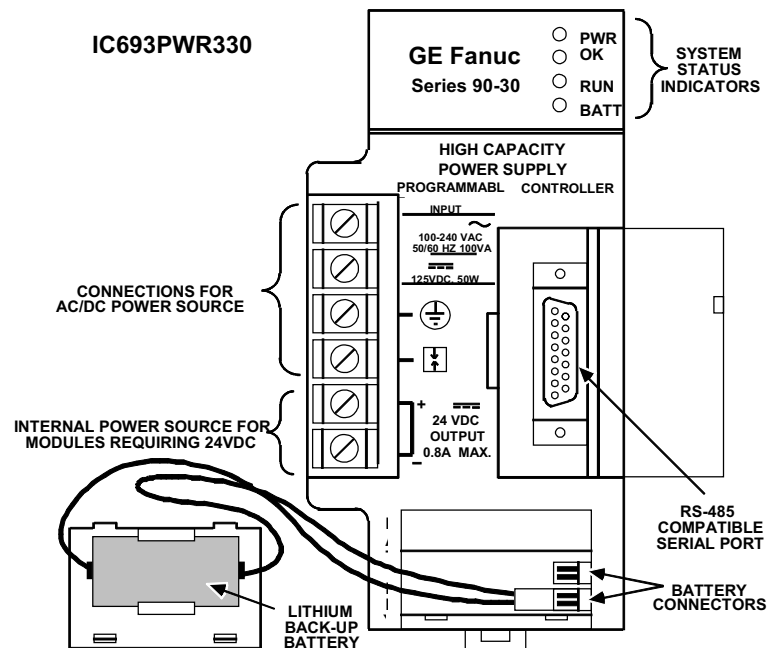 IC693PWR330
GE Fanuc
Series 90-30
PWR
OK
RUN
BATT
SYSTEM
STATUS
INDICATORS
HIGH CAPACITY
POWER SUPPLY
PROGRAMMABL CONTROLLER
INPUT
100-240 VAC
50/60 HZ 100VA
125VDC, 50W
CONNECTIONS FOR
AC/DC POWER SOURCE
INTERNAL POWER SOURCE FOR
MODULES REQUIRING 24VDC
+
24 VDC
OUTPUT
0.8A MAX.
–
RS-485
COMPATIBLE
SERIAL PORT
BATTERY
CONNECTORS
LITHIUM
BACK-UP
BATTERY